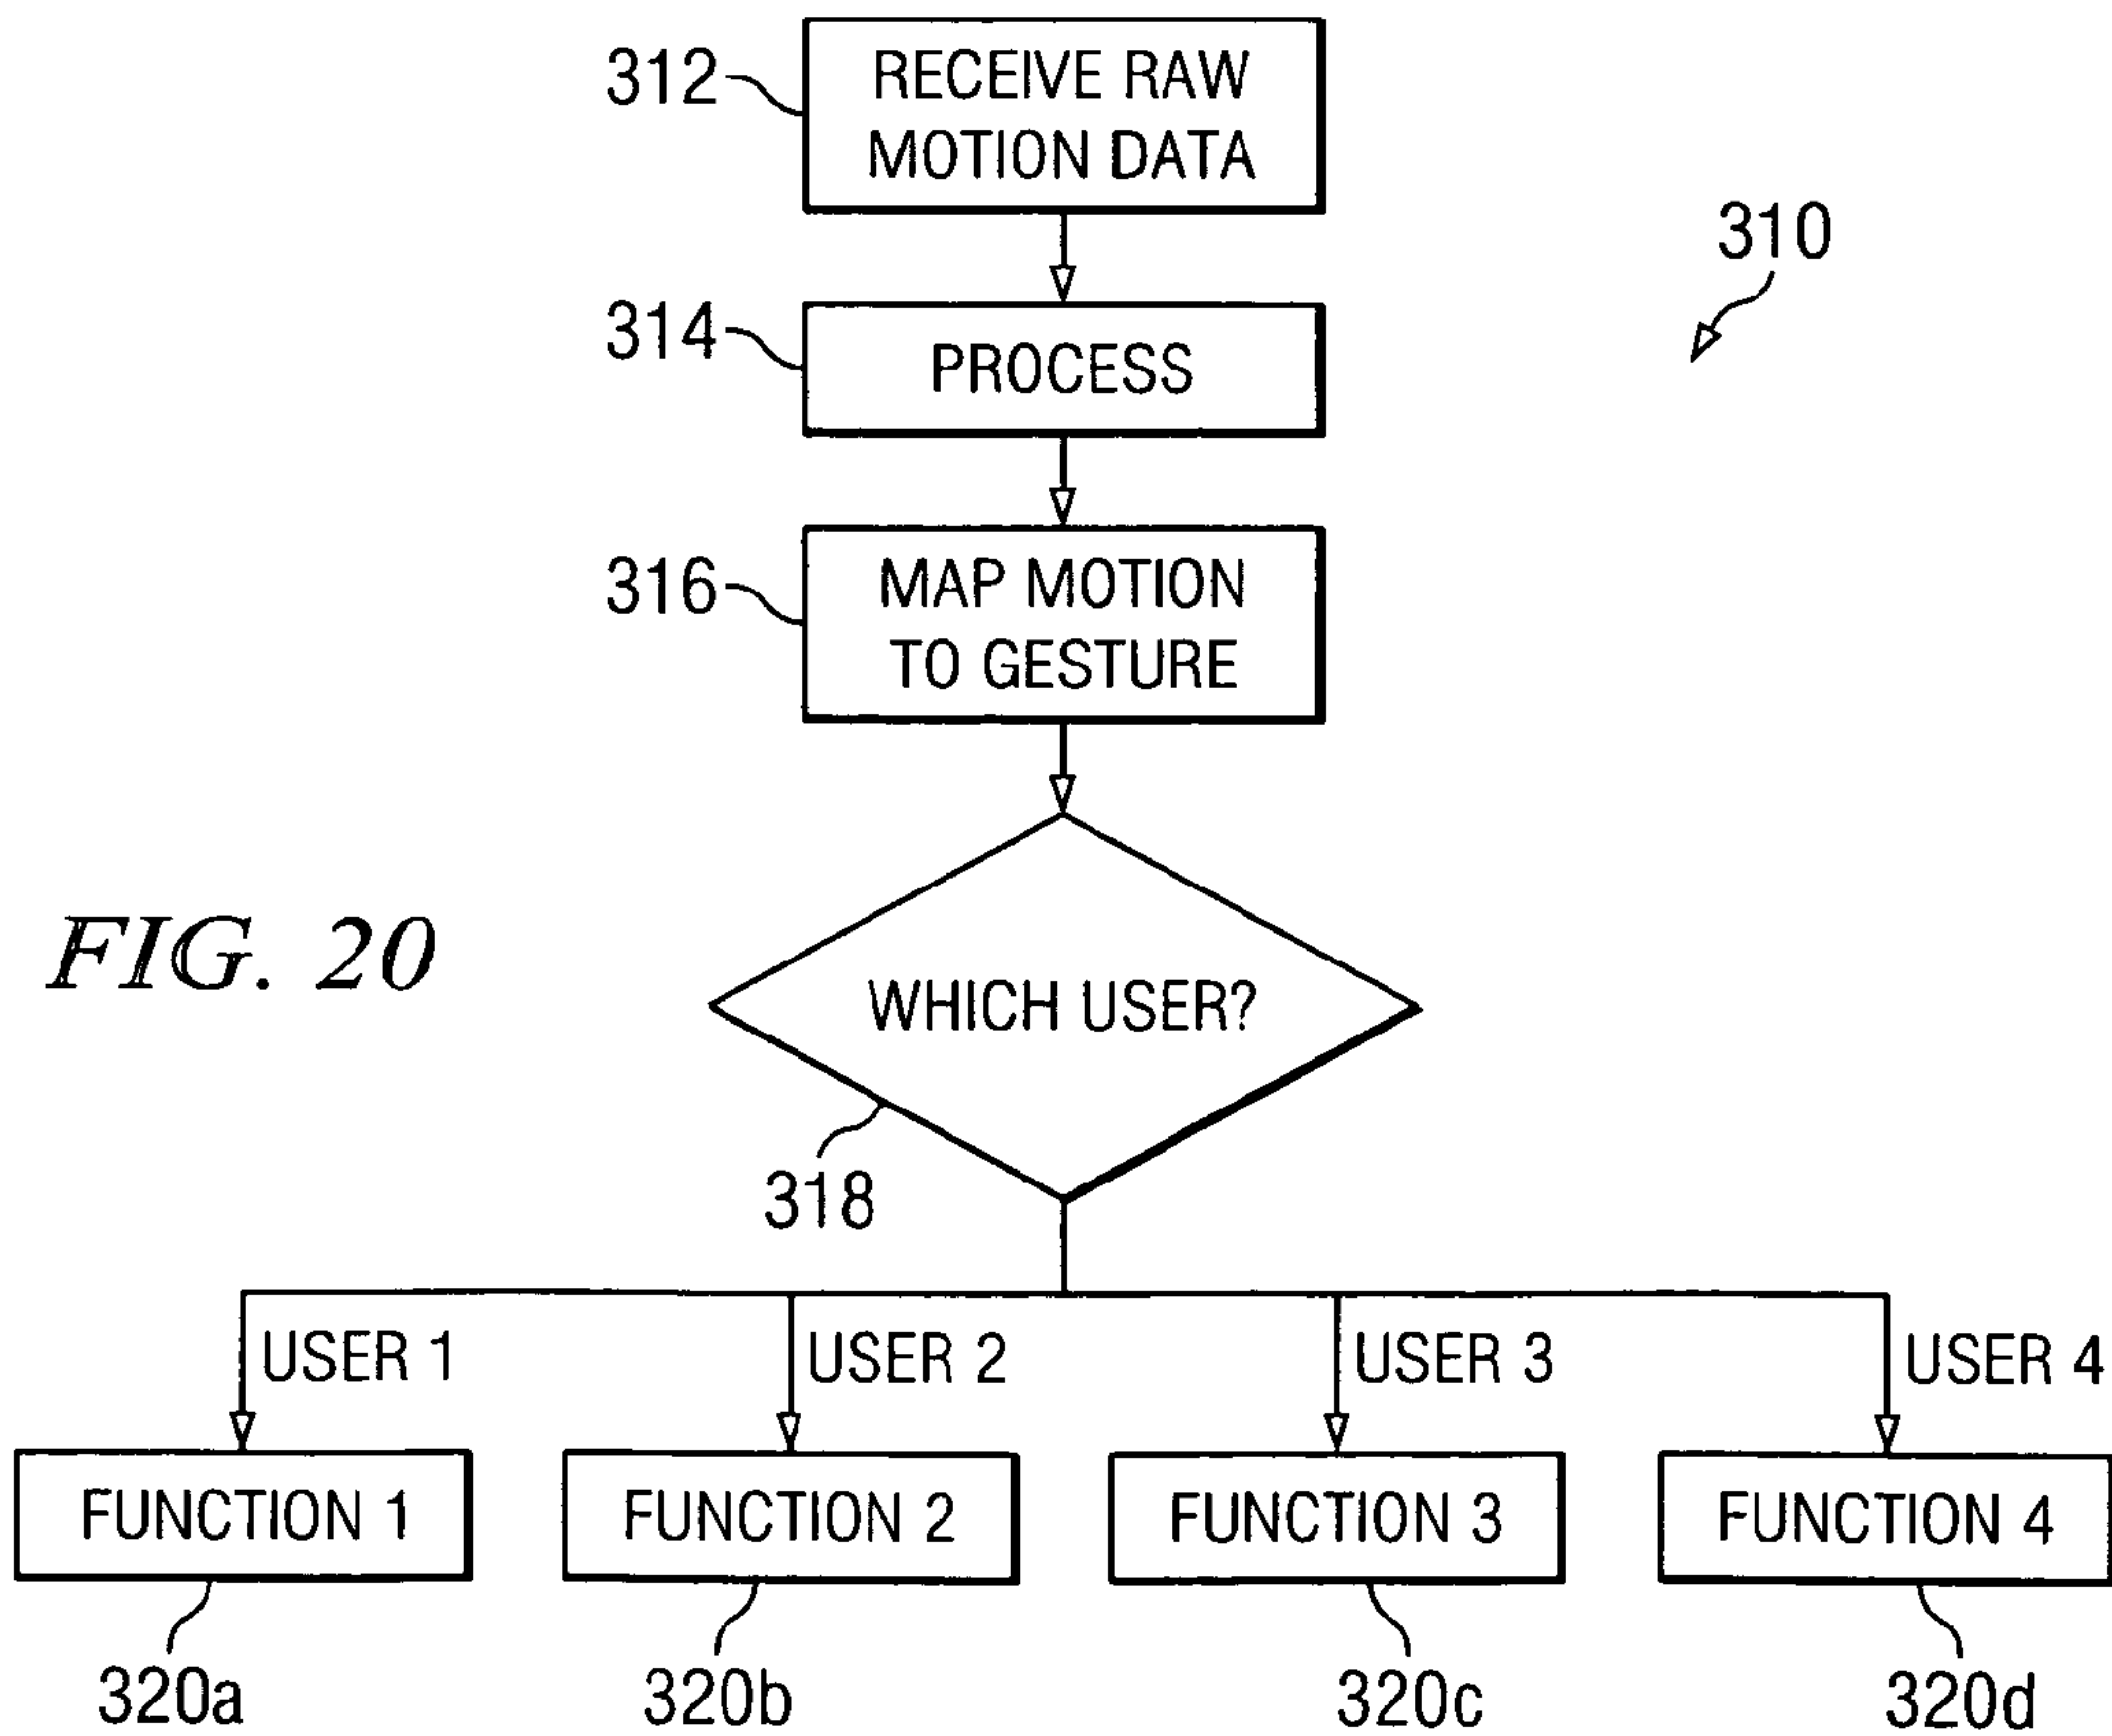 312
RECEIVE RAW
MOTION DATA
310
314
PROCESS
316
MAP MOTION
TO GESTURE
FIG. 20
WHICH USER?
318
USER 1
USER 2
USER 3
USER 4
FUNCTION 1
FUNCTION 2
FUNCTION 3
FUNCTION 4
320a
320b
320c
320d